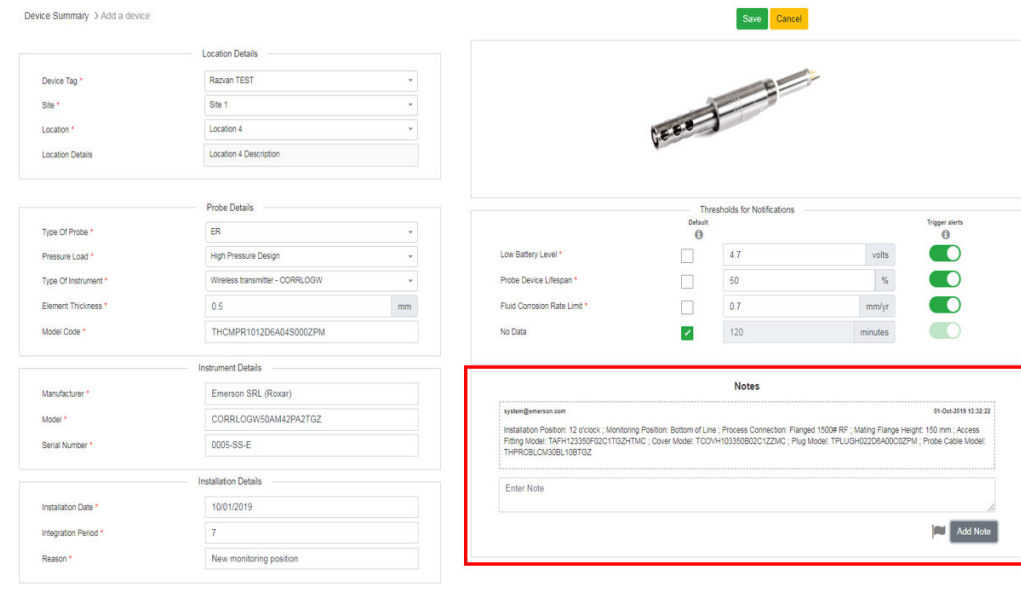 Device Summary > Add a device
Save Cancel
Location Details
Device Tag * Razvan TEST
Site * Site 1
Location * Location 4
Location Details Location 4 Description
Probe Details
Type Of Probe * ER
Pressure Load * High Pressure Design
Type Of Instrument * Wireless transmitter - CORRLOGW
Element Thickness * 0.5 mm
Model Code * THCMPR1012D6A04S000ZPM
Instrument Details
Manufacturer * Emerson SRL (Roxar)
Model * CORRLOGW50AM42PA2TGZ
Serial Number * 0005-SS-E
Installation Details
Installation Date * 10/01/2019
Integration Period * 7
Reason * New monitoring position
Thresholds for Notifications
Default Trigger alerts
Low Battery Level * 4.7 volts
Probe Device Lifespan * 50 %
Fluid Corrosion Rate Limit * 0.7 mm/yr
No Data 120 minutes
Notes
system@emerson.com 01-Oct-2019 13:32:22
Installation Position: 12 o'clock ; Monitoring Position: Bottom of Line ; Process Connection: Flanged 1500# RF ; Mating Flange Height: 150 mm ; Access
Fitting Model: TAFH123350F02C1TGZHTMC ; Cover Model: TCOVH103350B02C1ZZMC ; Plug Model: TPLUGH022D6A00C0ZPM ; Probe Cable Model:
THPRCBLCM30BL10BTGZ
Enter Note
Add Note